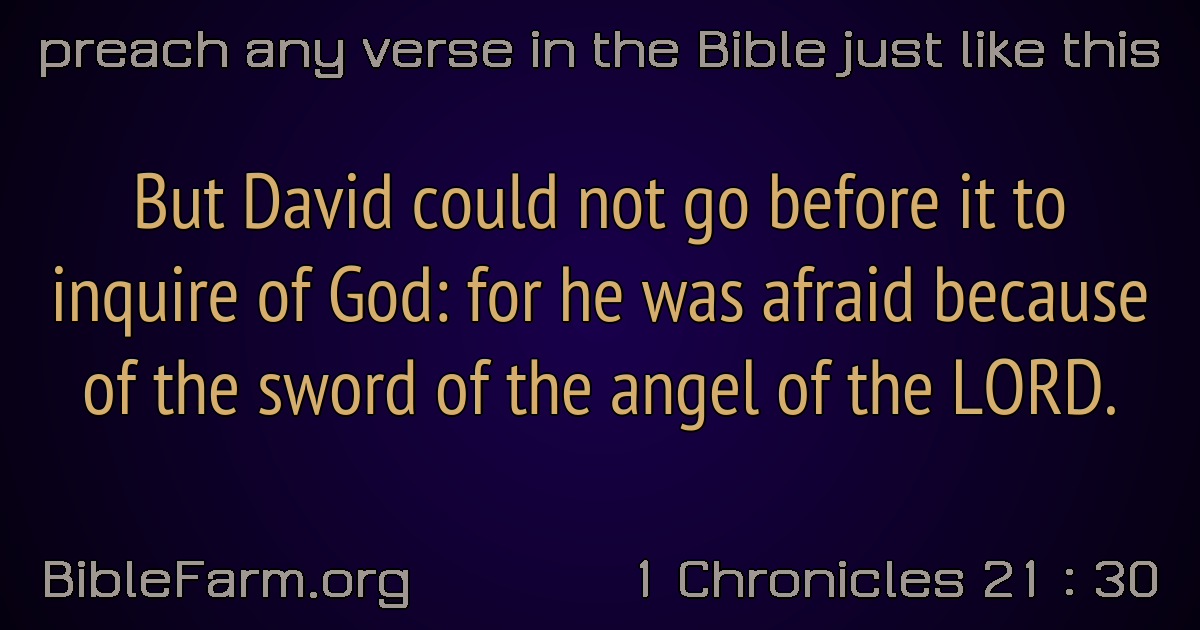 preach any verse in the Bible just like this
But David could not go before it to
inquire of God: for he was afraid because
of the sword of the angel of the LORD.
BibleFarm.org
1 Chronicles 21 : 30